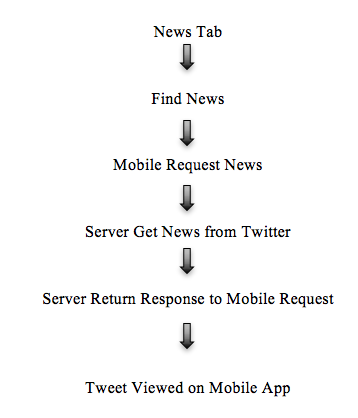 News Tab
Find News
Mobile Request News
Server Get News from Twitter
Server Return Response to Mobile Request
Tweet Viewed on Mobile App